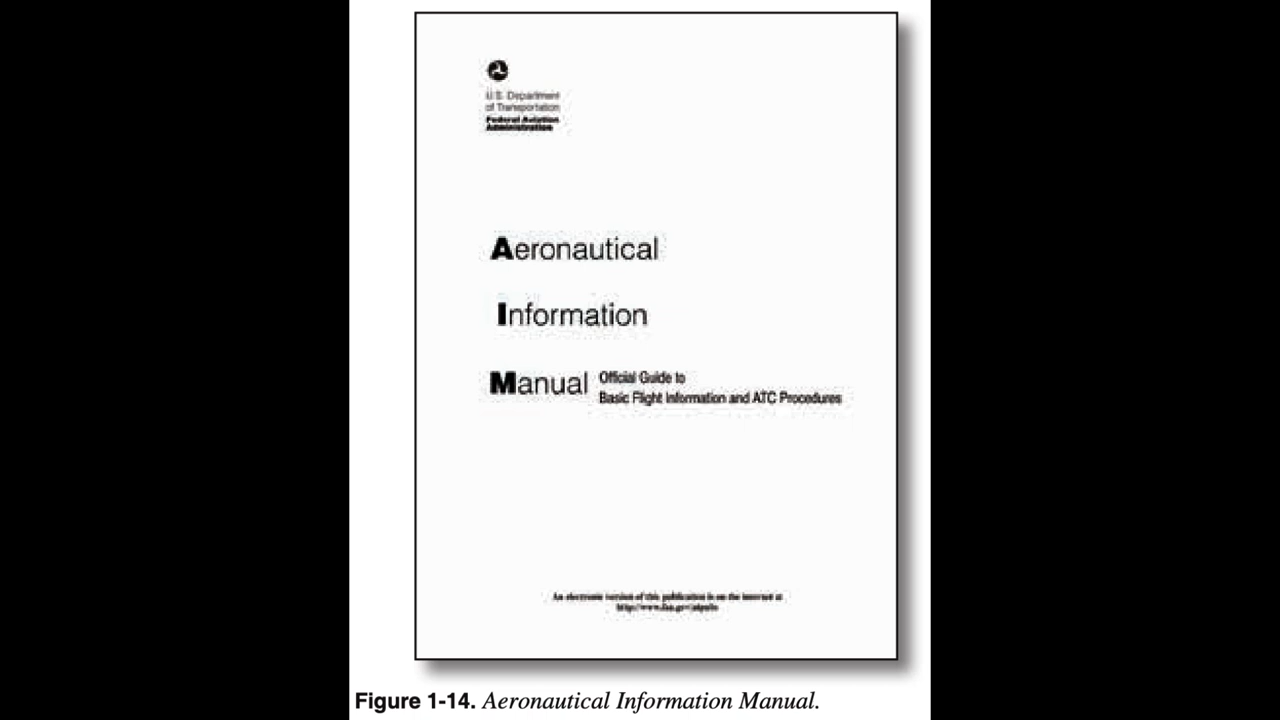 U.S. Department
of Transportation
Federal Aviation
Administration
Aeronautical
Information
Manual
Official Guide to
Basic Flight Information and ATC Procedures
An electronic version of this publication is on the internet at
Figure 1-14. Aeronautical Information Manual.